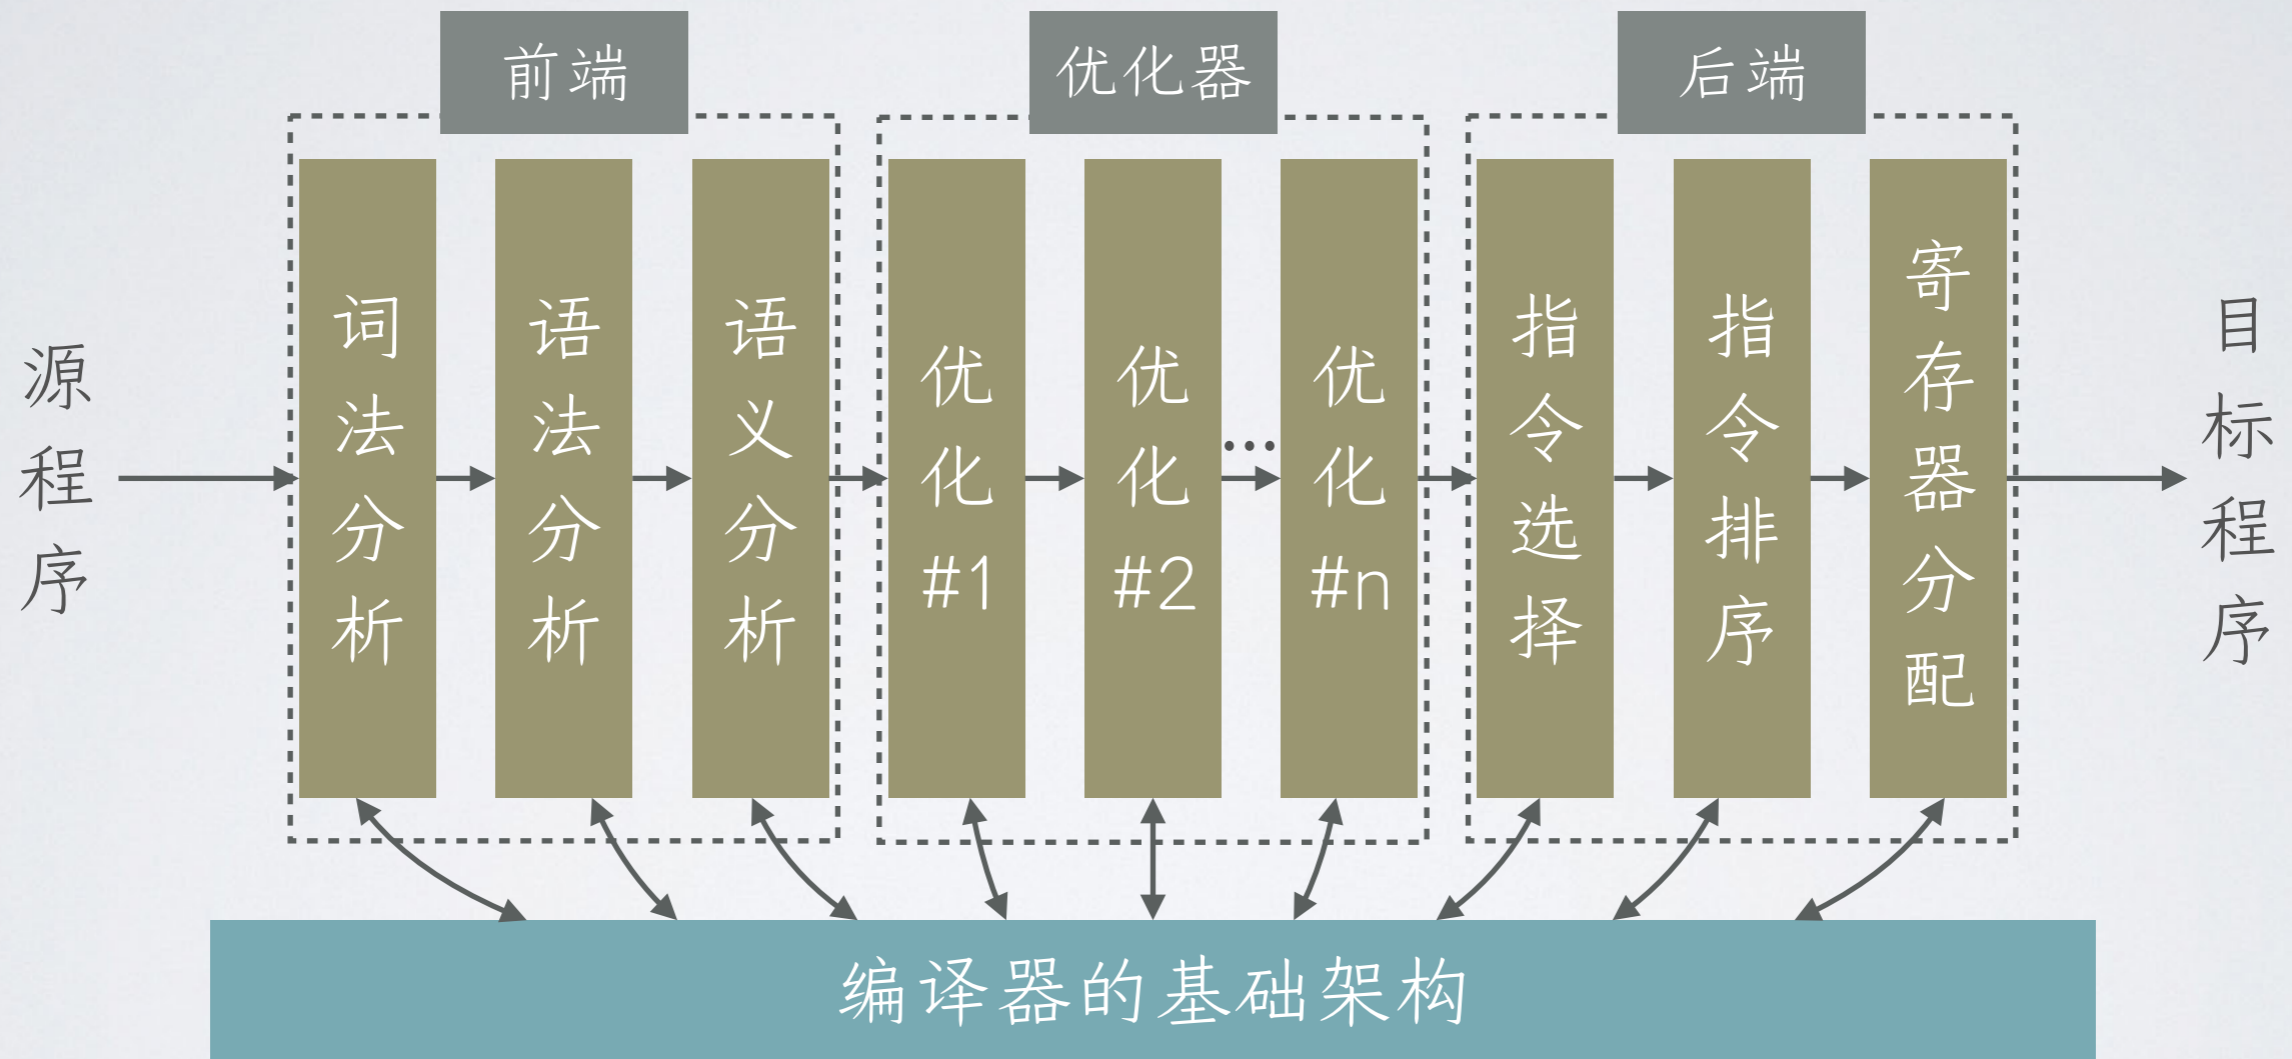 前端
优化器
后端
源程序
词法分析
语法分析
语义分析
优化#1
优化#2
...
优化#n
指令选择
指令排序
寄存器分配
目标程序
编译器的基础架构